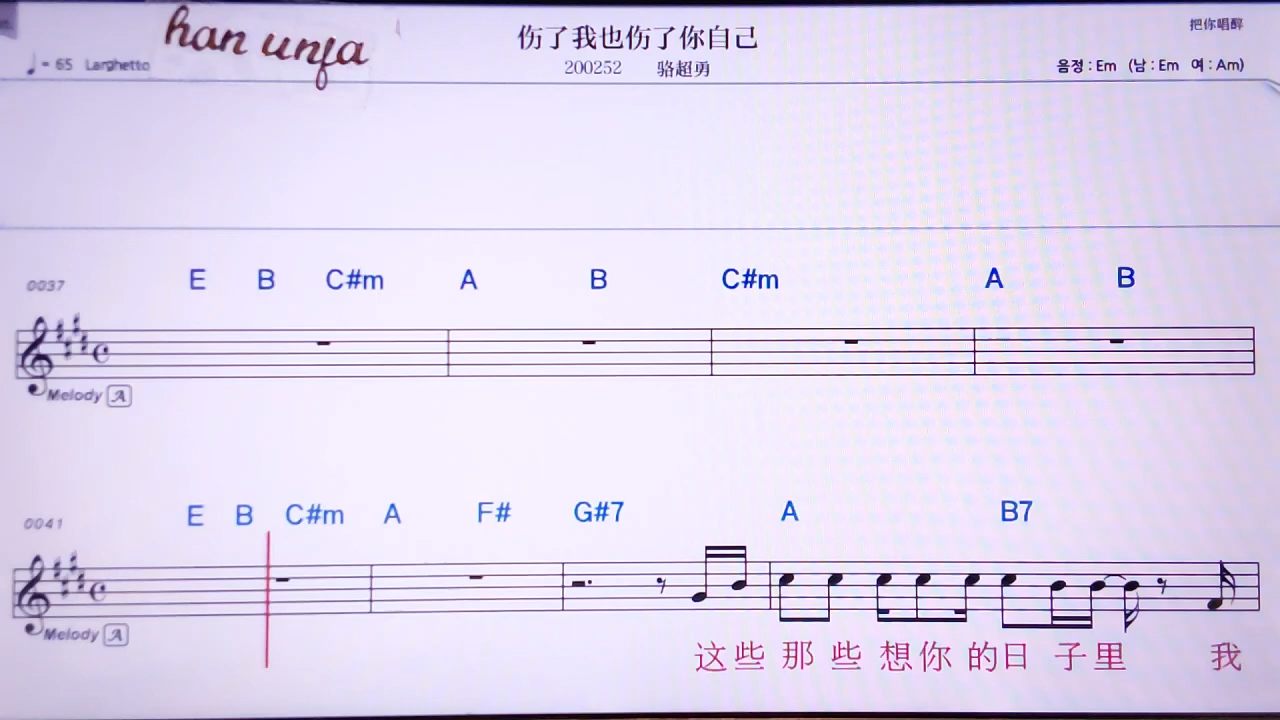 han unfa
伤了我也伤了你自己
把你唱醉
♩= 65 Larghetto
200252 骆超勇
음정 : Em (남 : Em 여 : Am)
0037 E B C#m A B C#m A B
Melody A
0041 E B C#m A F# G#7 A B7
Melody A
这些 那 些 想你 的日 子里 我